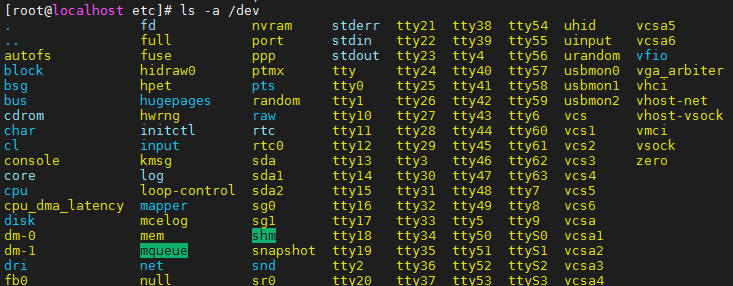 [root@localhost etc]# ls -a /dev
. fd nvram stderr tty21 tty38 tty54 uhid vcsa5
.. full port stdin tty22 tty39 tty55 uinput vcsa6
autofs fuse ppp stdout tty23 tty4 tty56 urandom vfio
block hidraw0 ptmx tty tty24 tty40 tty57 usbmon0 vga_arbiter
bsg hpet pts tty0 tty25 tty41 tty58 usbmon1 vhci
bus hugepages random tty1 tty26 tty42 tty59 usbmon2 vhost-net
cdrom hwrng raw tty10 tty27 tty43 tty6 vcs vhost-vsock
char initctl rtc tty11 tty28 tty44 tty60 vcs1 vmci
cl input rtc0 tty12 tty29 tty45 tty61 vcs2 vsock
console kmsg sda tty13 tty3 tty46 tty62 vcs3 zero
core log sda1 tty14 tty30 tty47 tty63 vcs4
cpu loop-control sda2 tty15 tty31 tty48 tty7 vcs5
cpu_dma_latency mapper sg0 tty16 tty32 tty49 tty8 vcs6
disk mcelog sg1 tty17 tty33 tty5 tty9 vcsa
dm-0 mem shm tty18 tty34 tty50 ttyS0 vcsa1
dm-1 mqueue snapshot tty19 tty35 tty51 ttyS1 vcsa2
dri net snd tty2 tty36 tty52 ttyS2 vcsa3
fb0 null sr0 tty20 tty37 tty53 ttyS3 vcsa4